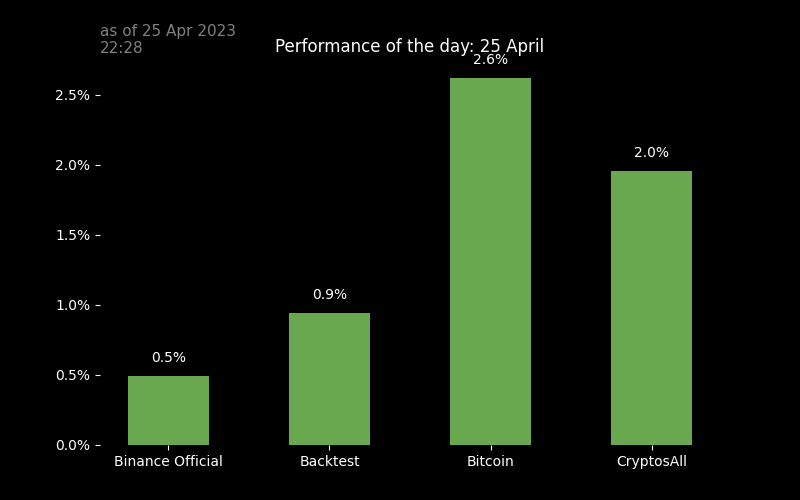 as of 25 Apr 2023
22:28
Performance of the day: 25 April
2.6%
2.5%
2.0%
2.0%
1.5%
1.0%
0.9%
0.5%
0.5%
0.0%
Binance Official
Backtest
Bitcoin
CryptosAll